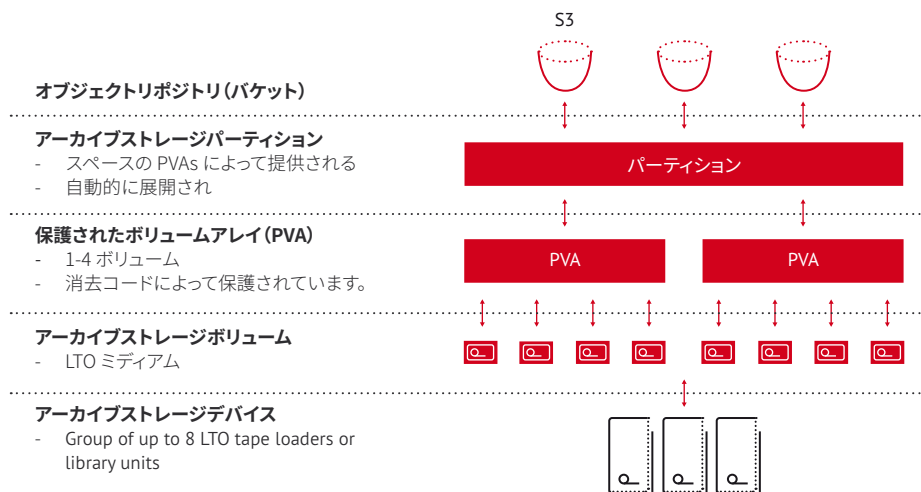 S3
オブジェクトリポジトリ（バケット）
アーカイブストレージパーティション
- スペースの PVAs によって提供される
- 自動的に展開され
パーティション
保護されたボリュームアレイ（PVA）
- 1-4 ボリューム
- 消去コードによって保護されています。
PVA
PVA
アーカイブストレージボリューム
- LTO ミディアム
アーカイブストレージデバイス
- Group of up to 8 LTO tape loaders or
library units